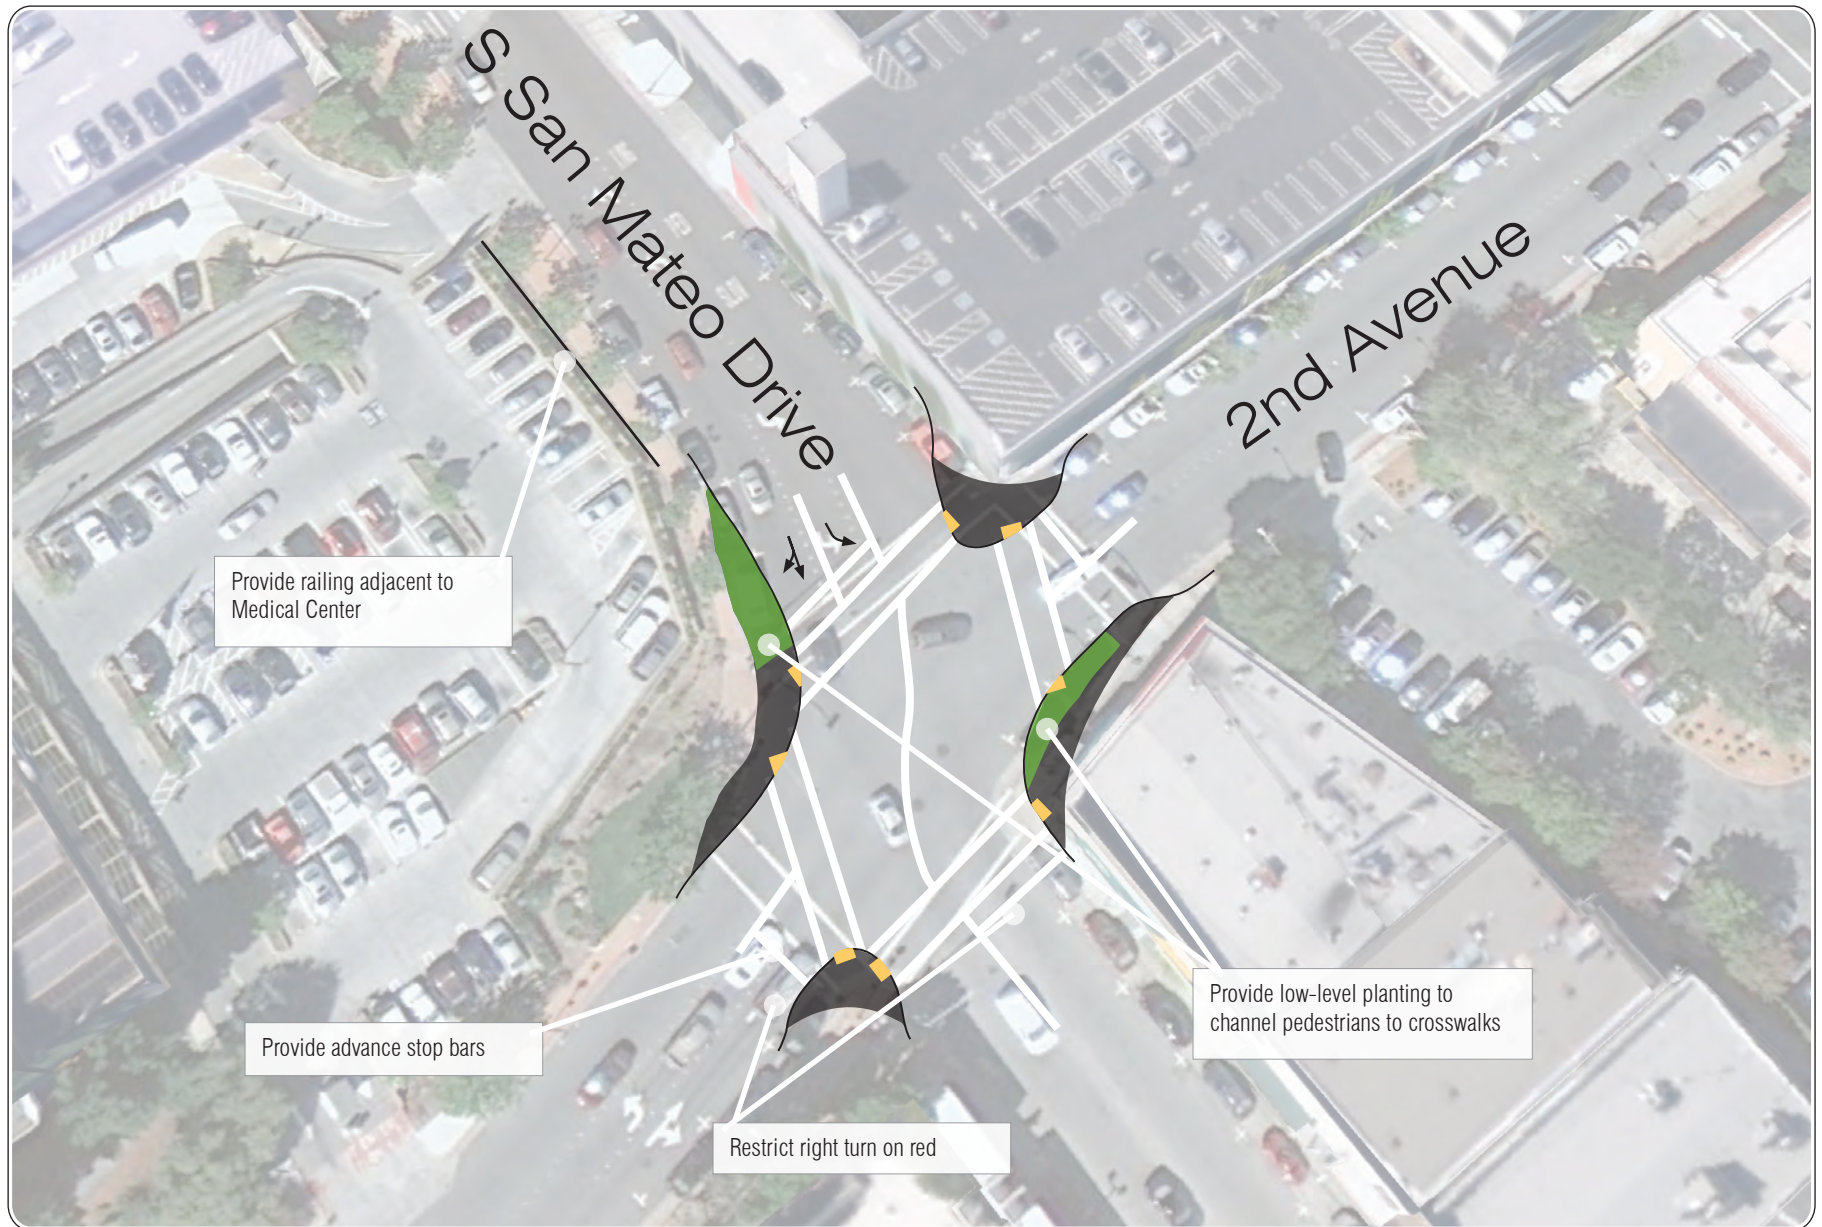 S San Mateo Drive
2nd Avenue
Provide railing adjacent to
Medical Center
Provide low-level planting to
channel pedestrians to crosswalks
Provide advance stop bars
Restrict right turn on red